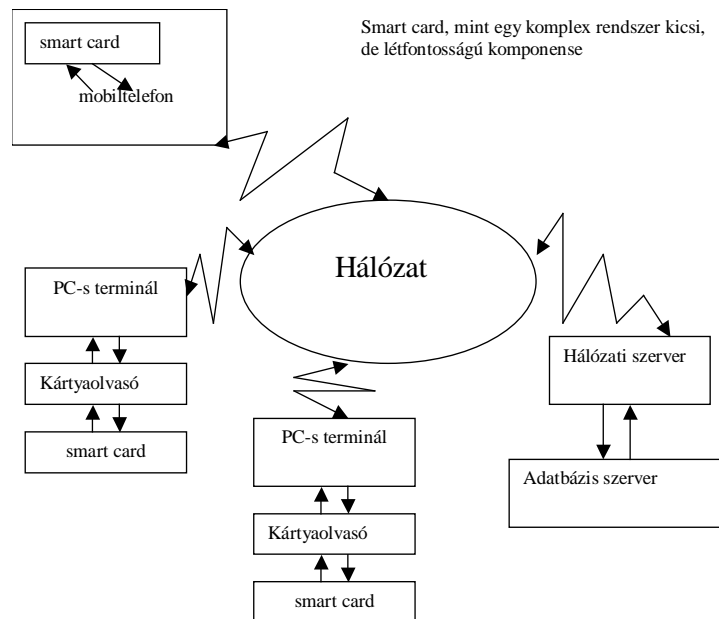 smart card
mobiltelefon
Smart card, mint egy komplex rendszer kicsi,
de létfontosságú komponense
Hálózat
PC-s terminál
Kártyaolvasó
smart card
PC-s terminál
Kártyaolvasó
smart card
Hálózati szerver
Adatbázis szerver